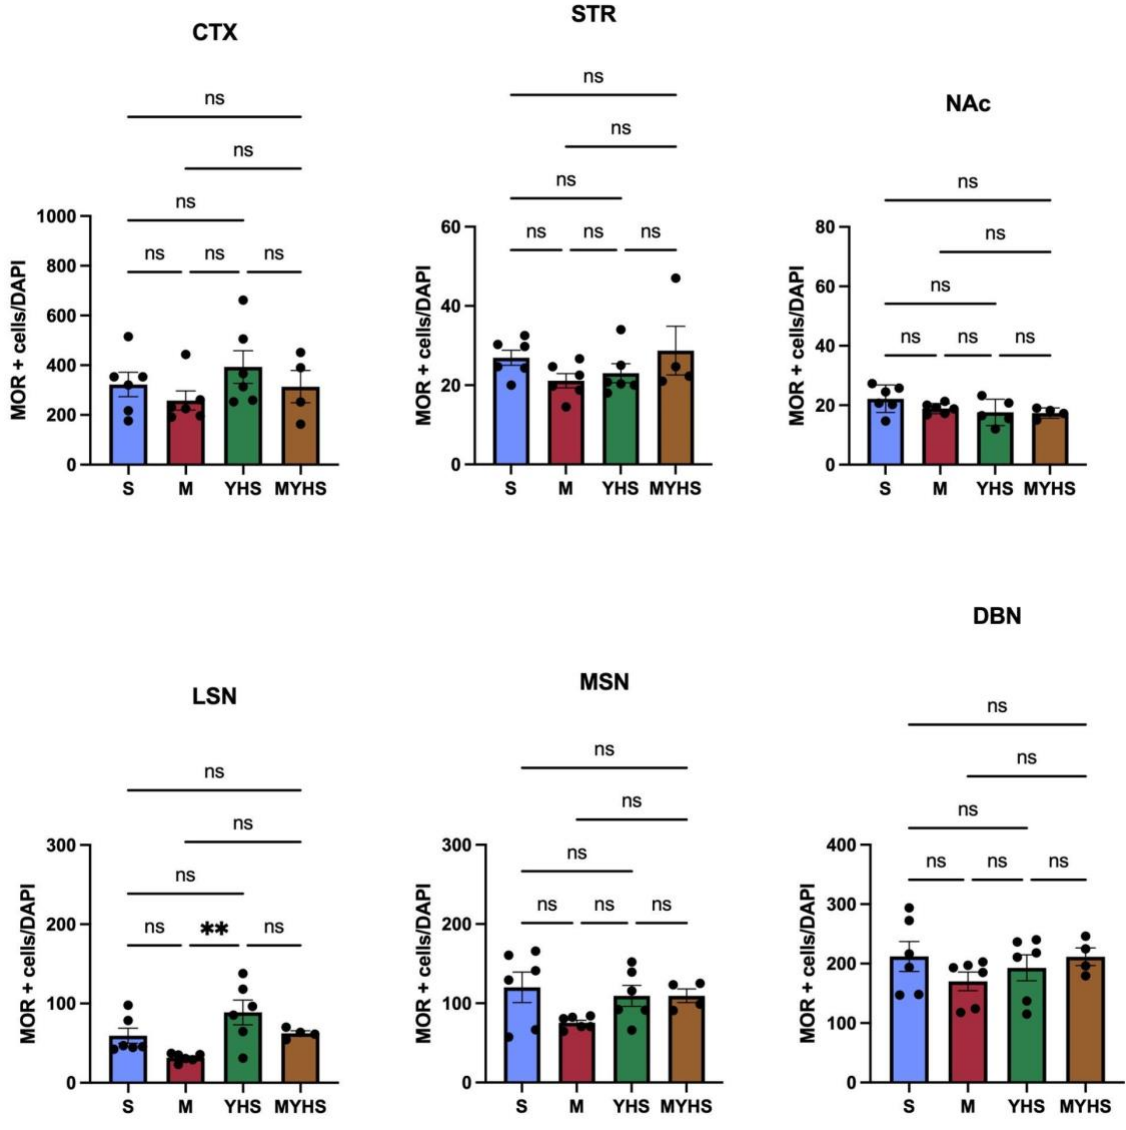 CTX
ns
ns
ns
ns ns ns
MOR + cells/DAPI
1000
800
600
400
200
0
S M YHS MYHS
STR
ns
ns
ns
ns ns ns
MOR + cells/DAPI
60
40
20
0
S M YHS MYHS
NAc
ns
ns
ns
ns ns ns
MOR + cells/DAPI
80
60
40
20
0
S M YHS MYHS
LSN
ns
ns
ns
ns ** ns
MOR + cells/DAPI
300
200
100
0
S M YHS MYHS
MSN
ns
ns
ns
ns ns ns
MOR + cells/DAPI
300
200
100
0
S M YHS MYHS
DBN
ns
ns
ns
ns ns ns
MOR + cells/DAPI
400
300
200
100
0
S M YHS MYHS